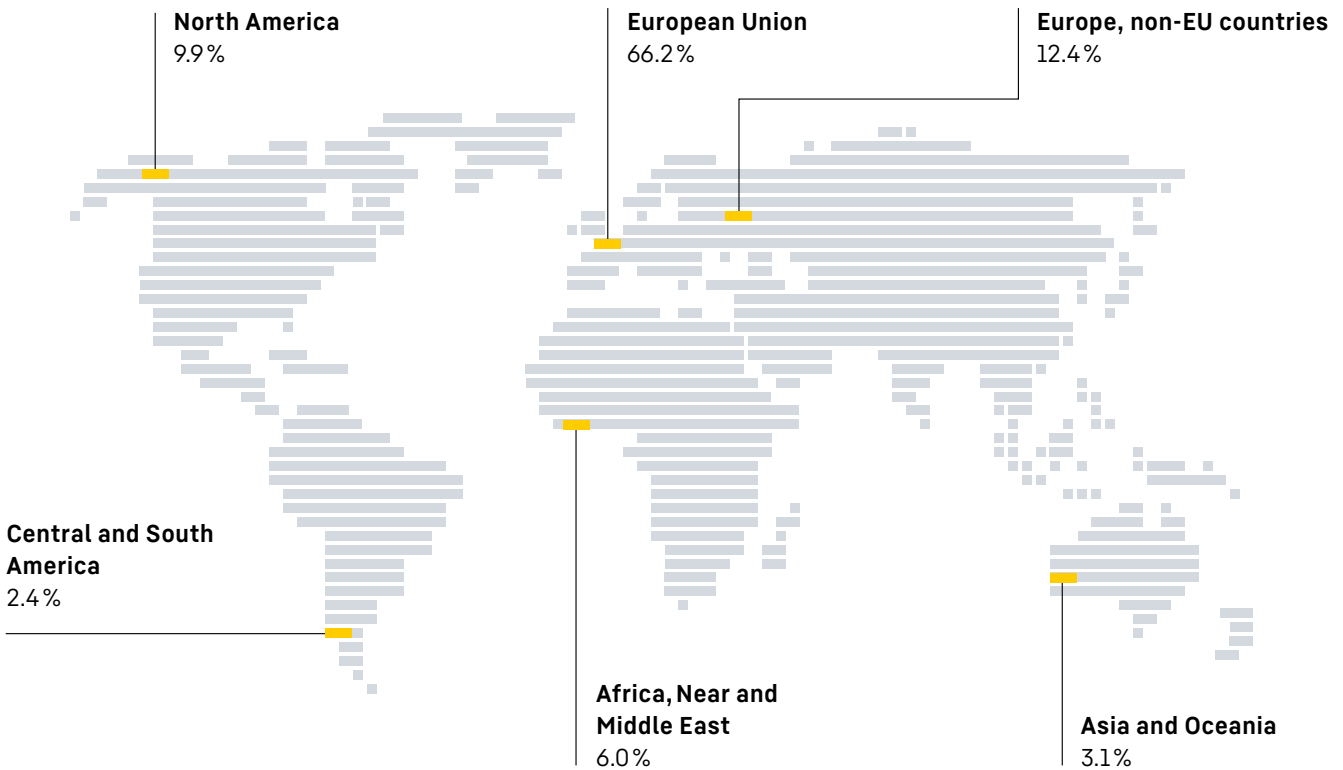 North America
9.9%
European Union
66.2%
Europe, non-EU countries
12.4%
Central and South
America
2.4%
Africa, Near and
Middle East
6.0%
Asia and Oceania
3.1%